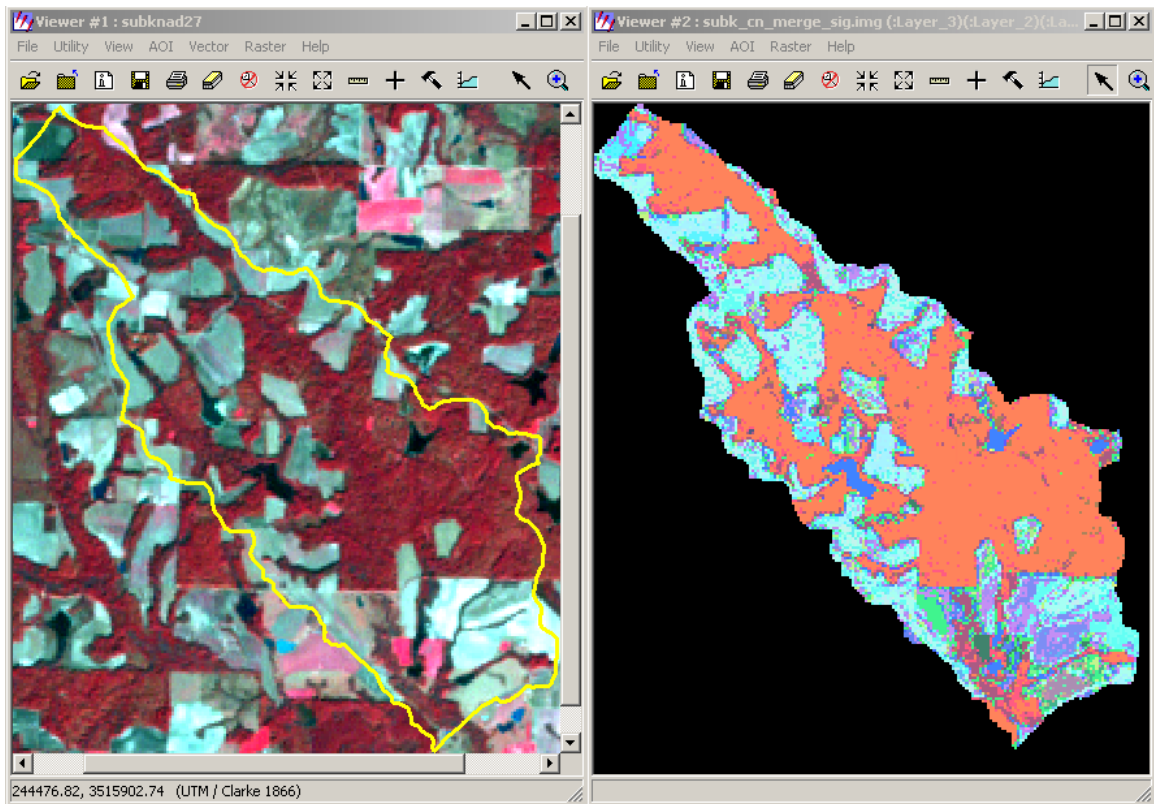 Viewer #1 : subknad27
File Utility View AOI Vector Raster Help
244476.82, 3515902.74 (UTM / Clarke 1866)
Viewer #2 : subk_cn_merge_sig.img (:Layer_3)(:Layer_2)(:La...
File Utility View AOI Raster Help